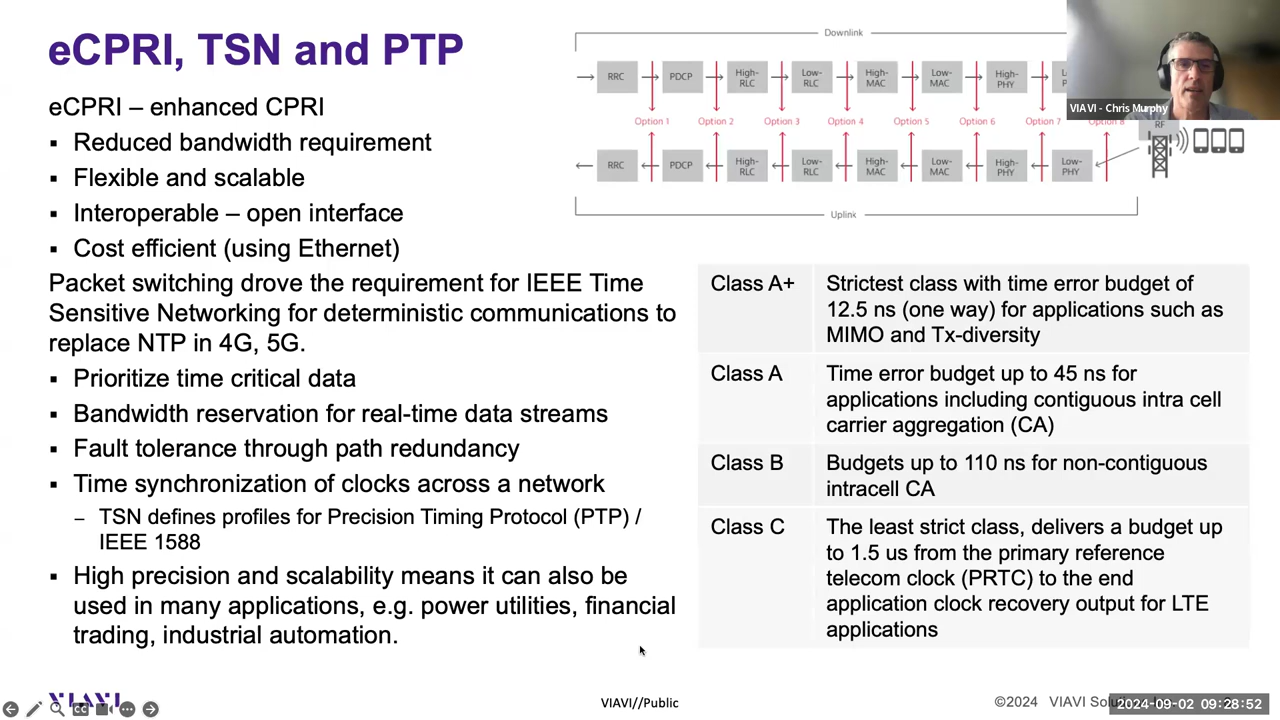 eCPRI, TSN and PTP
eCPRI – enhanced CPRI
▪ Reduced bandwidth requirement
▪ Flexible and scalable
▪ Interoperable – open interface
▪ Cost efficient (using Ethernet)
Packet switching drove the requirement for IEEE Time
Sensitive Networking for deterministic communications to
replace NTP in 4G, 5G.
▪ Prioritize time critical data
▪ Bandwidth reservation for real-time data streams
▪ Fault tolerance through path redundancy
▪ Time synchronization of clocks across a network
– TSN defines profiles for Precision Timing Protocol (PTP) /
IEEE 1588
▪ High precision and scalability means it can also be
used in many applications, e.g. power utilities, financial
trading, industrial automation.
Downlink
RRC PDCP High-RLC Low-RLC High-MAC Low-MAC High-PHY
Option 1 Option 2 Option 3 Option 4 Option 5 Option 6 Option 7 Option 8
RRC PDCP High-RLC Low-RLC High-MAC Low-MAC High-PHY Low-PHY
RF
Uplink
VIAVI - Chris Murphy
Class A+
Strictest class with time error budget of
12.5 ns (one way) for applications such as
MIMO and Tx-diversity
Class A
Time error budget up to 45 ns for
applications including contiguous intra cell
carrier aggregation (CA)
Class B
Budgets up to 110 ns for non-contiguous
intracell CA
Class C
The least strict class, delivers a budget up
to 1.5 us from the primary reference
telecom clock (PRTC) to the end
application clock recovery output for LTE
applications
VIAVI
CC
VIAVI//Public
©2024 VIAVI
2024-09-02 09:28:52